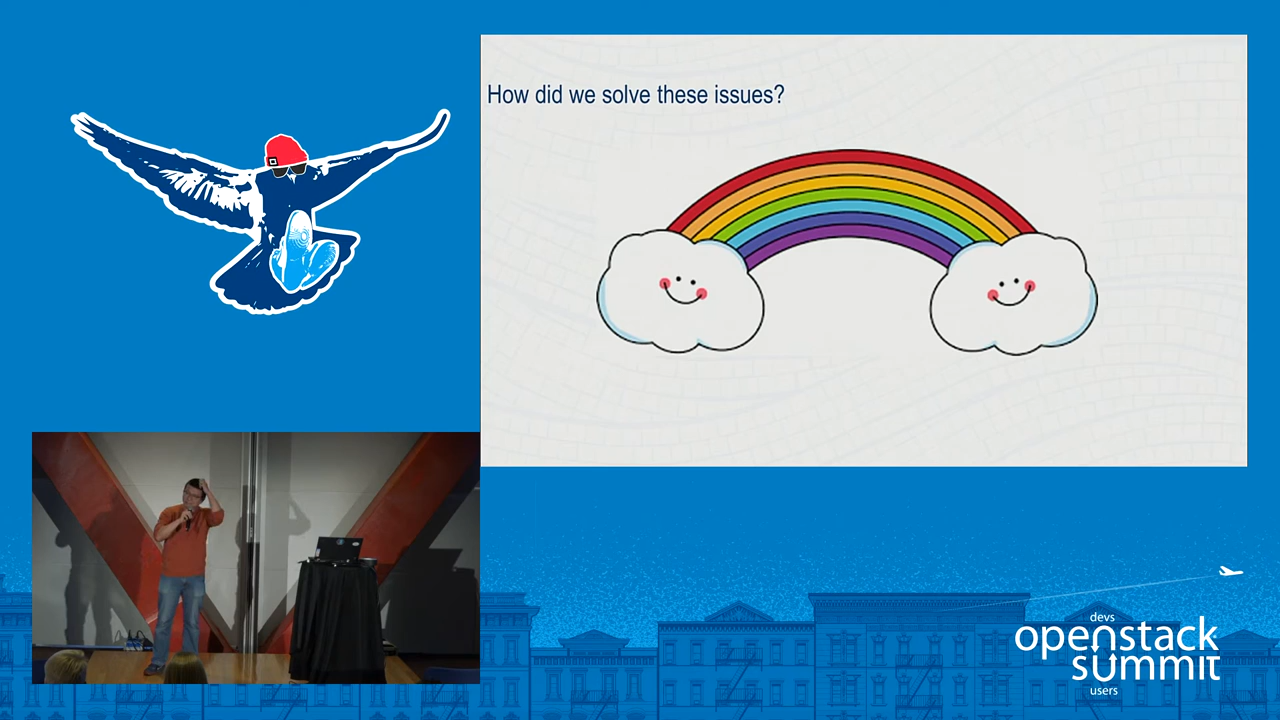 How did we solve these issues?
devs
openstack
summit
users